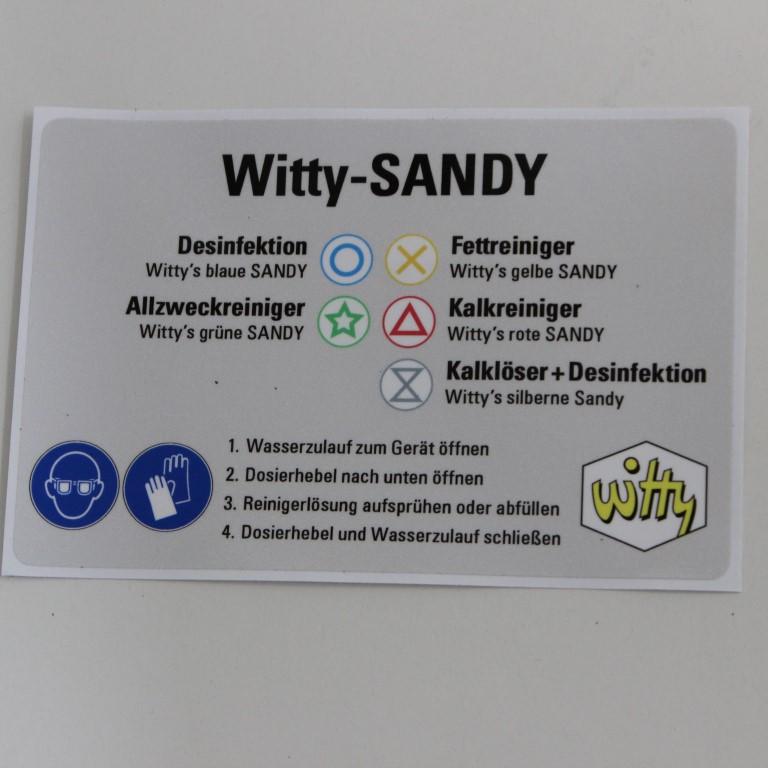 Witty-SANDY
Desinfektion
Witty's blaue SANDY
Fettreiniger
Witty's gelbe SANDY
Allzweckreiniger
Witty's grüne SANDY
Kalkreiniger
Witty's rote SANDY
Kalklöser + Desinfektion
Witty's silberne Sandy
1. Wasserzulauf zum Gerät öffnen
2. Dosierhebel nach unten öffnen
3. Reinigerlösung aufsprühen oder abfüllen
4. Dosierhebel und Wasserzulauf schließen
witty